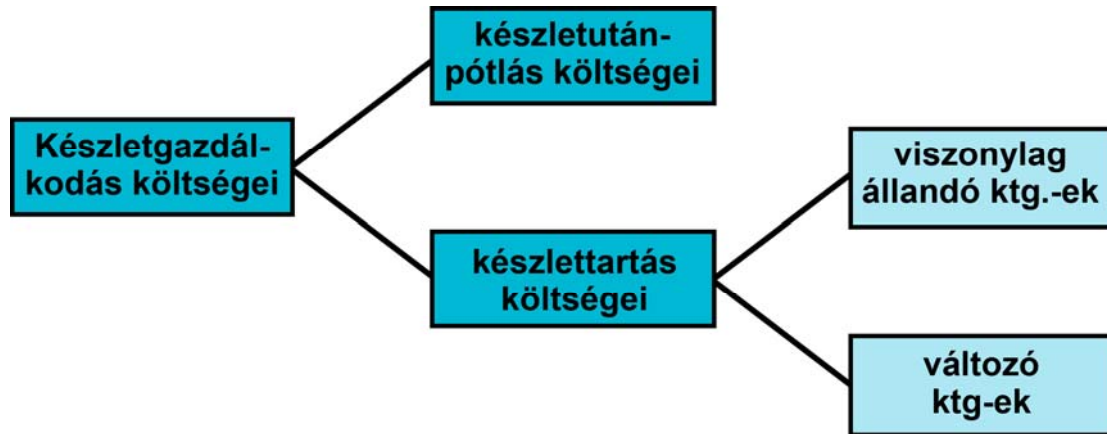 készletután-
pótlás költségei
Készletgazdál-
kodás költségei
viszonylag
állandó ktg.-ek
készlettartás
költségei
változó
ktg-ek